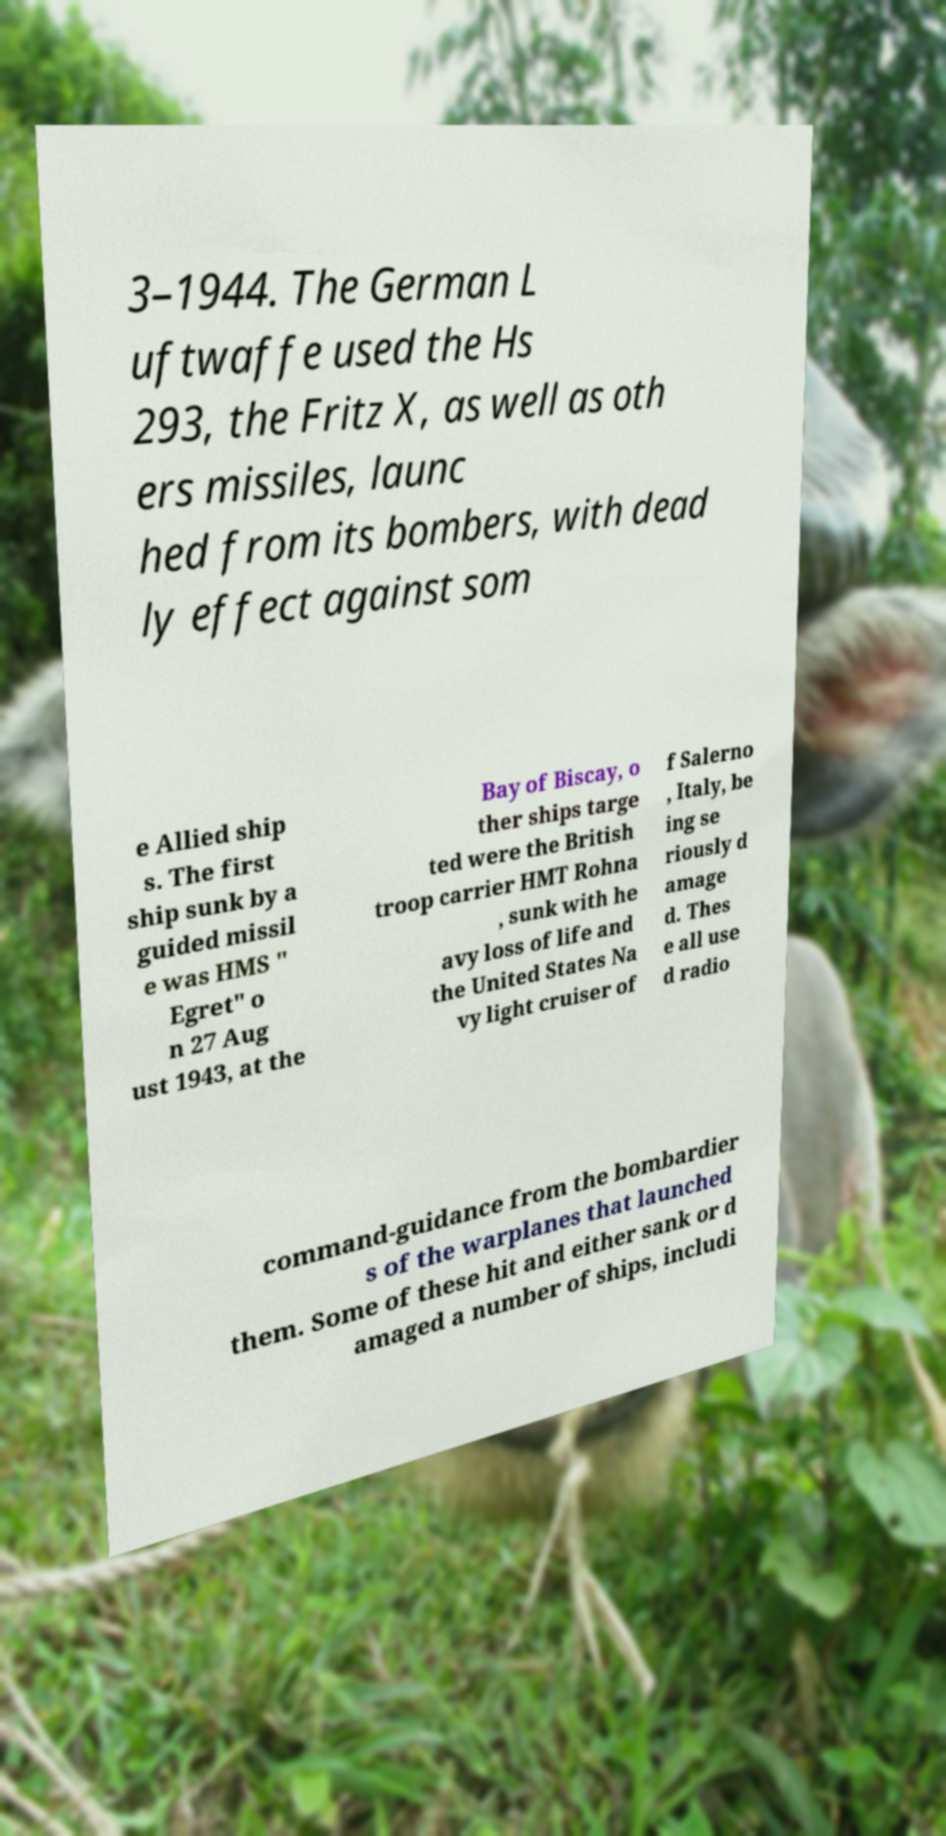 3–1944. The German L
uftwaffe used the Hs
293, the Fritz X, as well as oth
ers missiles, launc
hed from its bombers, with dead
ly effect against som
e Allied ship
s. The first
ship sunk by a
guided missil
e was HMS "
Egret" o
n 27 Aug
ust 1943, at the
Bay of Biscay, o
ther ships targe
ted were the British
troop carrier HMT Rohna
, sunk with he
avy loss of life and
the United States Na
vy light cruiser of
f Salerno
, Italy, be
ing se
riously d
amage
d. Thes
e all use
d radio
command-guidance from the bombardier
s of the warplanes that launched
them. Some of these hit and either sank or d
amaged a number of ships, includi